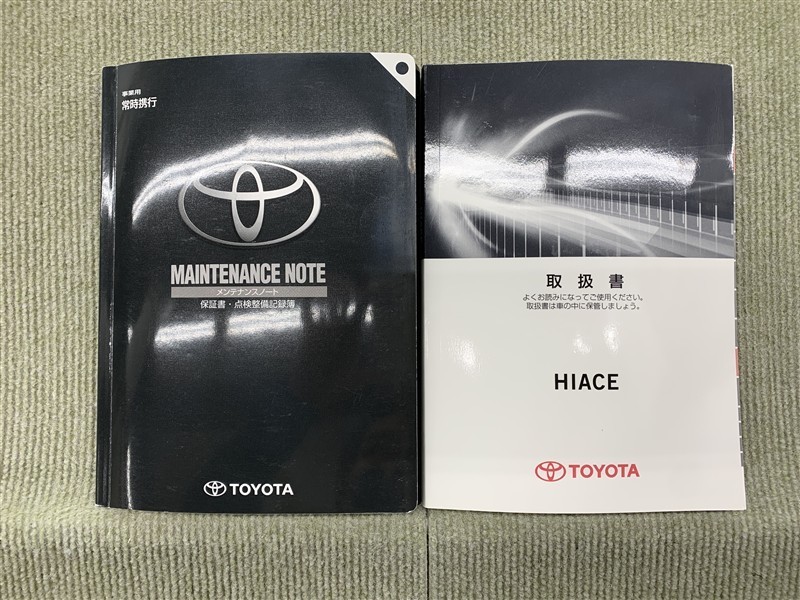 事業用
常時携行
MAINTENANCE NOTE
メンテナンスノート
保証書・点検整備記録簿
TOYOTA
取扱書
よくお読みになってご使用ください。
取扱書は車の中に保管しましょう。
HIACE
TOYOTA